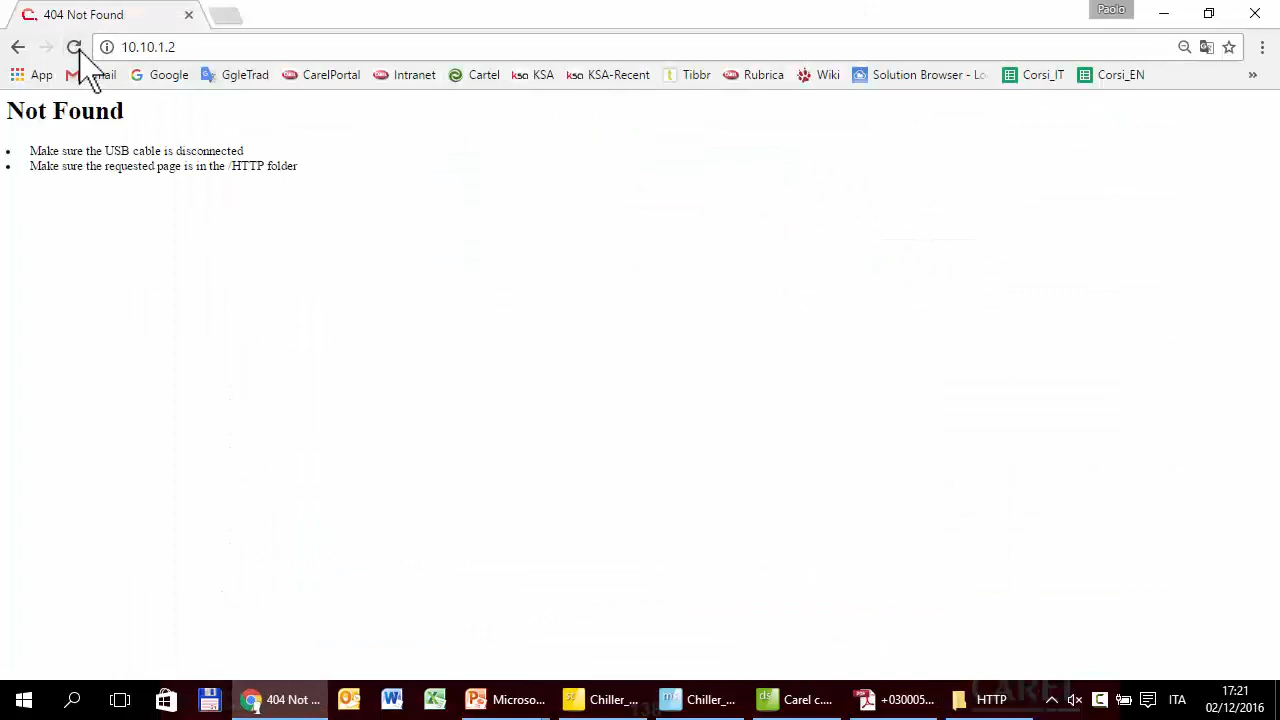 404 Not Found
Paolo
10.10.1.2
App
Google
GgleTrad
CarelPortal
Intranet
Cartel
ksa KSA
ksa KSA-Recent
t Tibbr
Rubrica
Wiki
Solution Browser - Lo
Corsi_IT
Corsi_EN
»
Not Found
• Make sure the USB cable is disconnected
• Make sure the requested page is in the /HTTP folder
404 Not ...
Microso...
Chiller_...
Chiller_...
Carel c....
+030005...
HTTP
ITA
17:21
02/12/2016